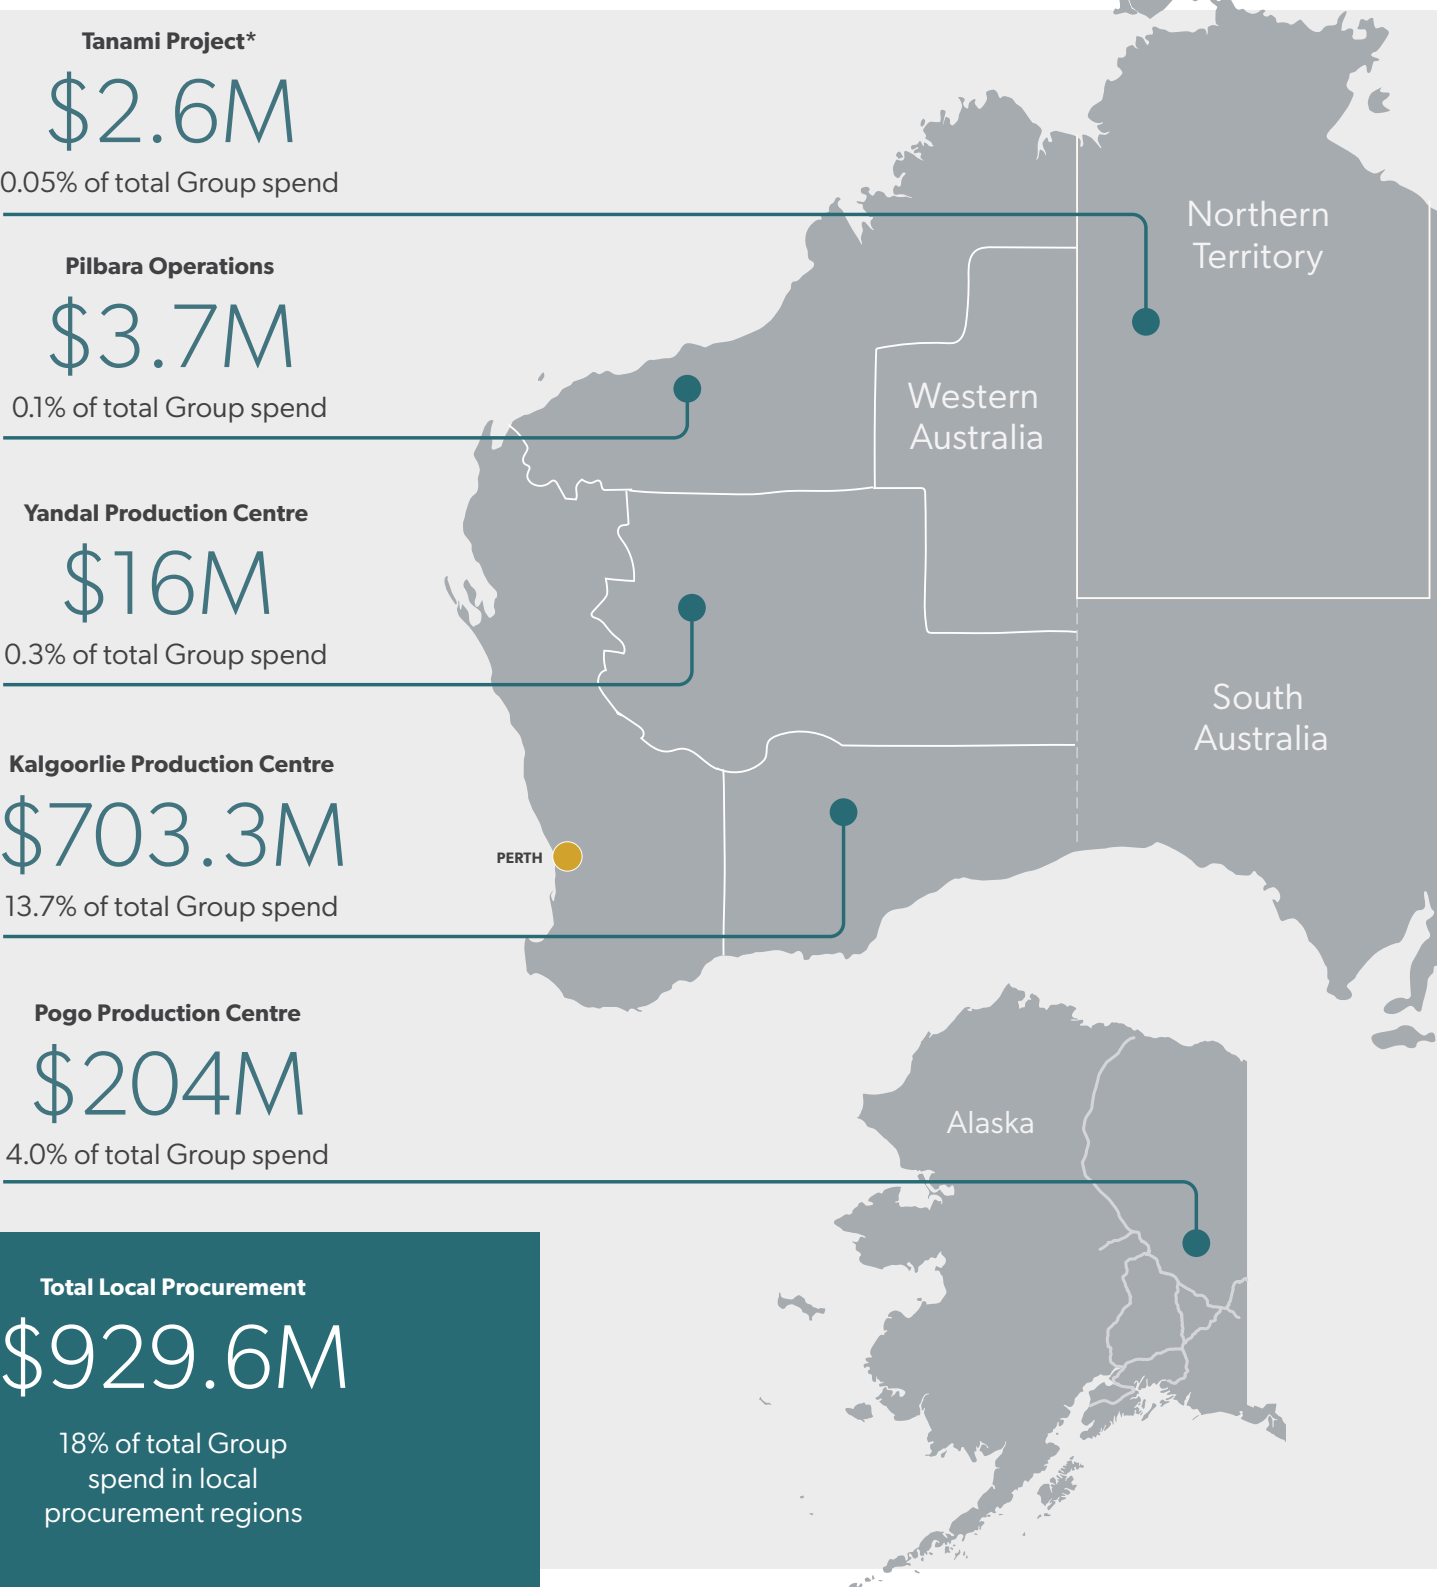 Tanami Project*
$2.6M
0.05% of total Group spend
Pilbara Operations
$3.7M
0.1% of total Group spend
Yandal Production Centre
$16M
0.3% of total Group spend
Kalgoorlie Production Centre
$703.3M
13.7% of total Group spend
Pogo Production Centre
$204M
4.0% of total Group spend
Total Local Procurement
$929.6M
18% of total Group
spend in local
procurement regions
Northern
Territory
Western
Australia
South
Australia
PERTH
Alaska